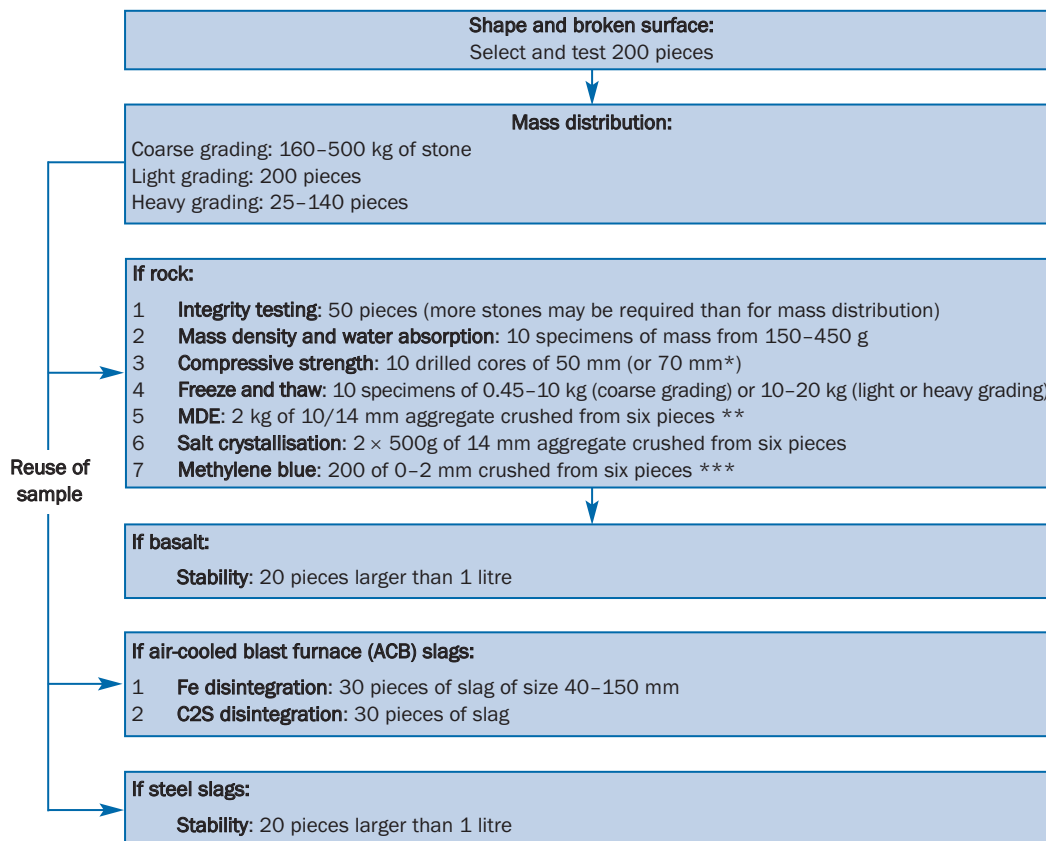 Shape and broken surface:
Select and test 200 pieces
Mass distribution:
Coarse grading: 160–500 kg of stone
Light grading: 200 pieces
Heavy grading: 25–140 pieces
If rock:
1 Integrity testing: 50 pieces (more stones may be required than for mass distribution)
2 Mass density and water absorption: 10 specimens of mass from 150–450 g
3 Compressive strength: 10 drilled cores of 50 mm (or 70 mm*)
4 Freeze and thaw: 10 specimens of 0.45–10 kg (coarse grading) or 10–20 kg (light or heavy grading)
5 MDE: 2 kg of 10/14 mm aggregate crushed from six pieces **
6 Salt crystallisation: 2 × 500g of 14 mm aggregate crushed from six pieces
7 Methylene blue: 200 of 0–2 mm crushed from six pieces ***
Reuse of
sample
If basalt:
Stability: 20 pieces larger than 1 litre
If air-cooled blast furnace (ACB) slags:
1 Fe disintegration: 30 pieces of slag of size 40–150 mm
2 C2S disintegration: 30 pieces of slag
If steel slags:
Stability: 20 pieces larger than 1 litre